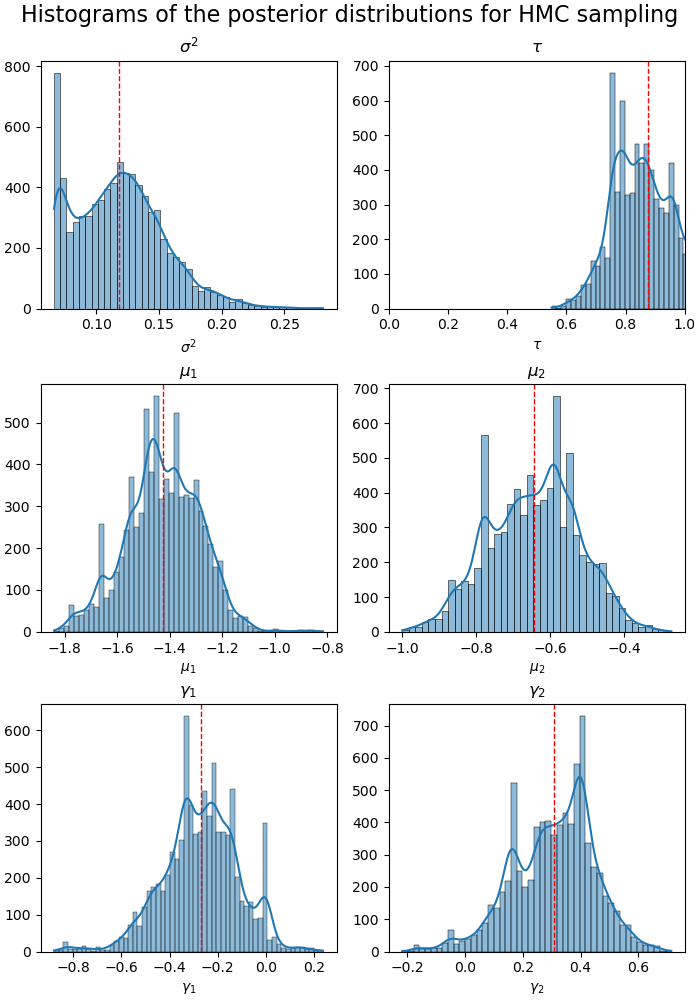 Histograms of the posterior distributions for HMC sampling
σ² τ
800
600
400
200
0
0.10 0.15 0.20 0.25
σ²
700
600
500
400
300
200
100
0
0.0 0.2 0.4 0.6 0.8 1.0
τ
μ₁ μ₂
500
400
300
200
100
0
−1.8 −1.6 −1.4 −1.2 −1.0 −0.8
μ₁
700
600
500
400
300
200
100
0
−1.0 −0.8 −0.6 −0.4
μ₂
γ₁ γ₂
600
500
400
300
200
100
0
−0.8 −0.6 −0.4 −0.2 0.0 0.2
γ₁
700
600
500
400
300
200
100
0
−0.2 0.0 0.2 0.4 0.6
γ₂